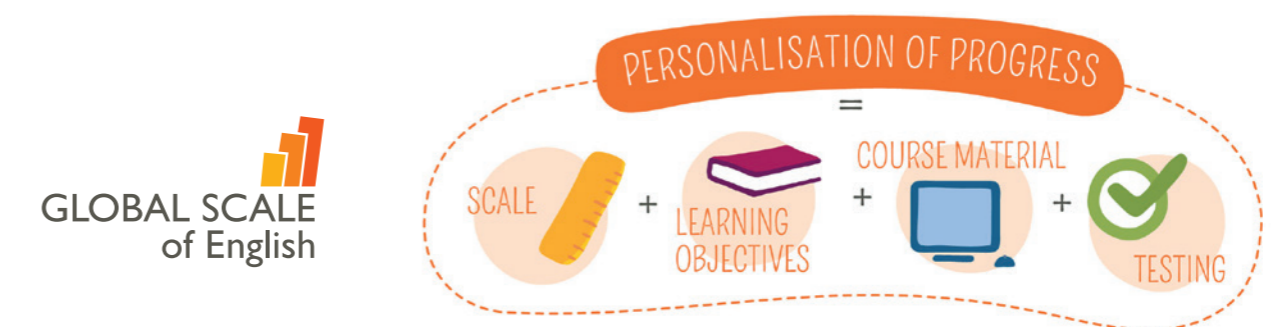 GLOBAL SCALE
of English
PERSONALISATION OF PROGRESS
=
SCALE
+
LEARNING
OBJECTIVES
+
COURSE MATERIAL
+
TESTING